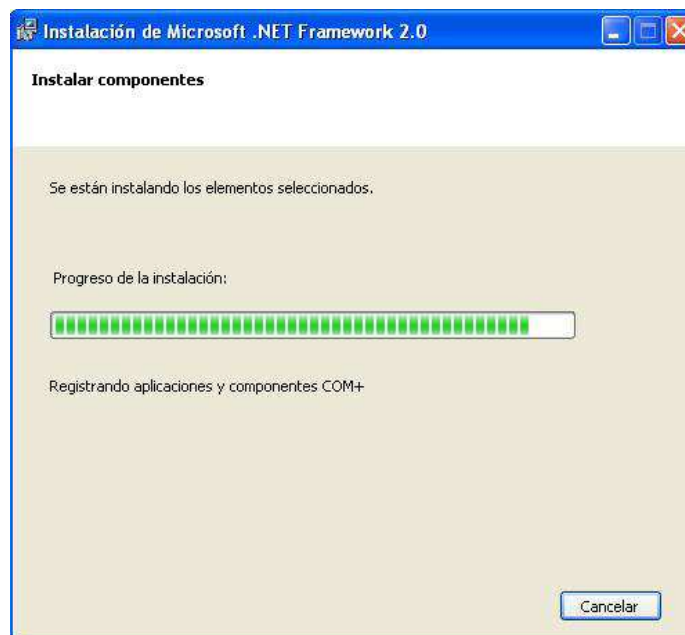 Instalación de Microsoft .NET Framework 2.0
Instalar componentes
Se están instalando los elementos seleccionados.
Progreso de la instalación:
Registrando aplicaciones y componentes COM+
Cancelar